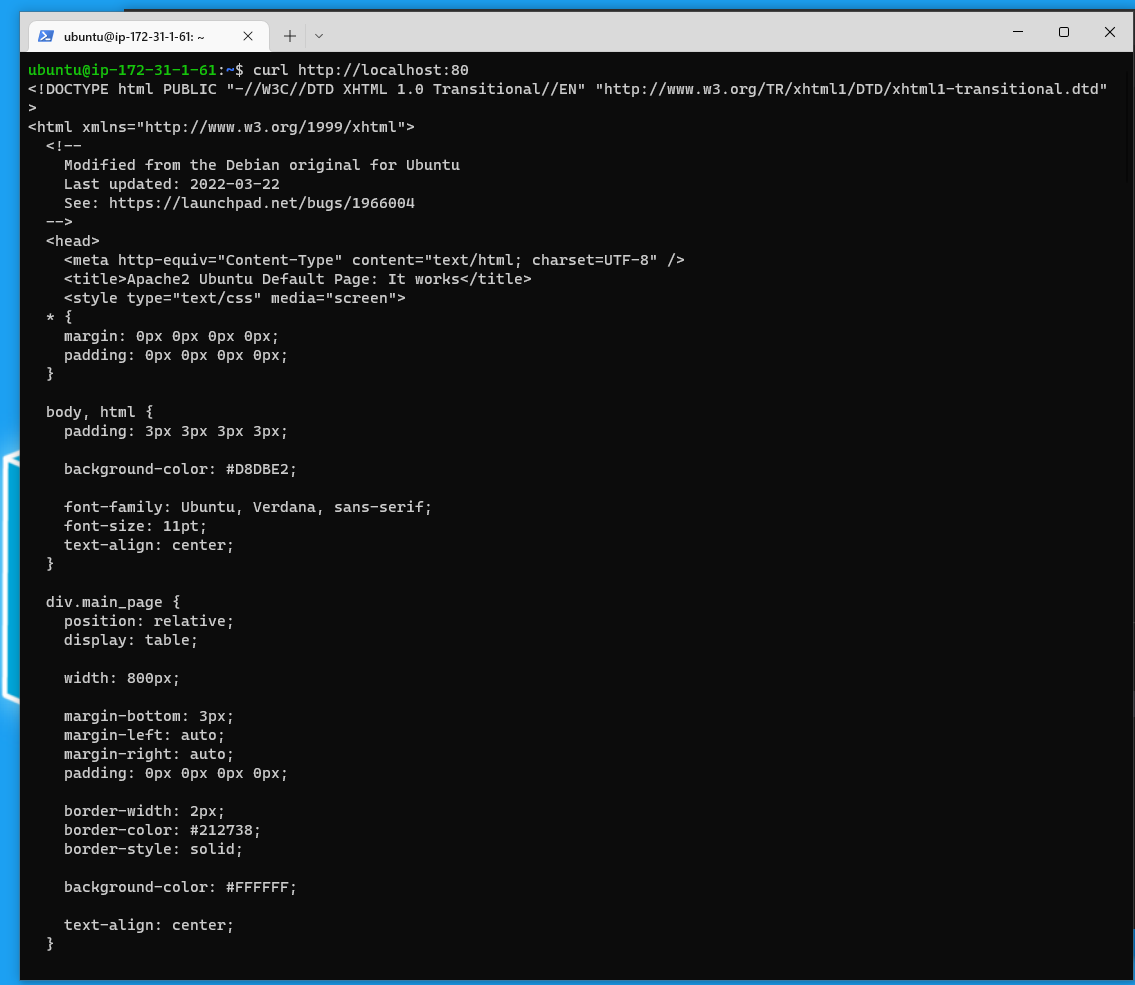 ubuntu@ip-172-31-1-61: ~
ubuntu@ip-172-31-1-61:~$ curl http://localhost:80
<!DOCTYPE html PUBLIC "-//W3C//DTD XHTML 1.0 Transitional//EN" "http://www.w3.org/TR/xhtml1/DTD/xhtml1-transitional.dtd"
>
<html xmlns="http://www.w3.org/1999/xhtml">
  <!--
    Modified from the Debian original for Ubuntu
    Last updated: 2022-03-22
    See: https://launchpad.net/bugs/1966004
  -->
  <head>
    <meta http-equiv="Content-Type" content="text/html; charset=UTF-8" />
    <title>Apache2 Ubuntu Default Page: It works</title>
    <style type="text/css" media="screen">
  * {
    margin: 0px 0px 0px 0px;
    padding: 0px 0px 0px 0px;
  }

  body, html {
    padding: 3px 3px 3px 3px;

    background-color: #D8DBE2;

    font-family: Ubuntu, Verdana, sans-serif;
    font-size: 11pt;
    text-align: center;
  }

  div.main_page {
    position: relative;
    display: table;

    width: 800px;

    margin-bottom: 3px;
    margin-left: auto;
    margin-right: auto;
    padding: 0px 0px 0px 0px;

    border-width: 2px;
    border-color: #212738;
    border-style: solid;

    background-color: #FFFFFF;

    text-align: center;
  }